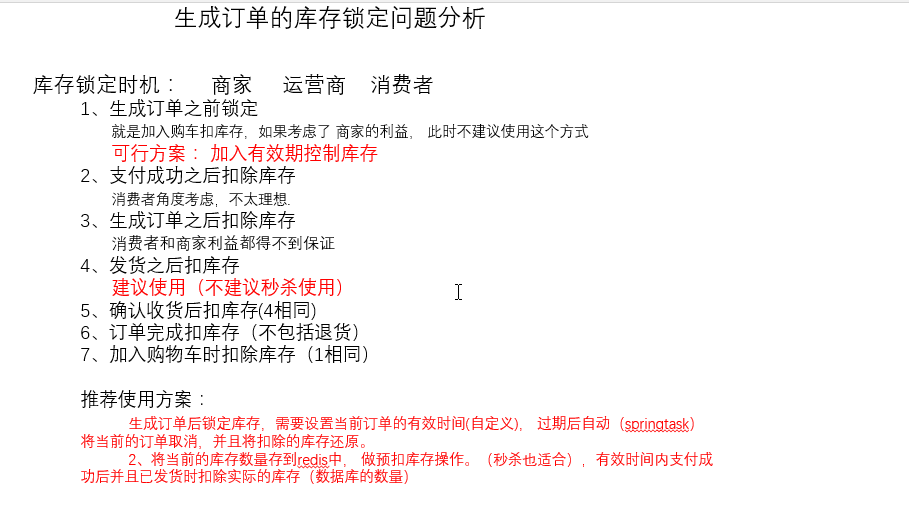 生成订单的库存锁定问题分析
库存锁定时机： 商家 运营商 消费者
1、生成订单之前锁定
就是加入购车扣库存，如果考虑了 商家的利益， 此时不建议使用这个方式
可行方案： 加入有效期控制库存
2、支付成功之后扣除库存
消费者角度考虑，不太理想.
3、生成订单之后扣除库存
消费者和商家利益都得不到保证
4、发货之后扣库存
建议使用（不建议秒杀使用）
5、确认收货后扣库存(4相同)
6、订单完成扣库存（不包括退货）
7、加入购物车时扣除库存（1相同）
推荐使用方案：
生成订单后锁定库存，需要设置当前订单的有效时间(自定义)， 过期后自动（springtask）
将当前的订单取消，并且将扣除的库存还原。
2、将当前的库存数量存到redis中， 做预扣库存操作。（秒杀也适合），有效时间内支付成
功后并且已发货时扣除实际的库存（数据库的数量）